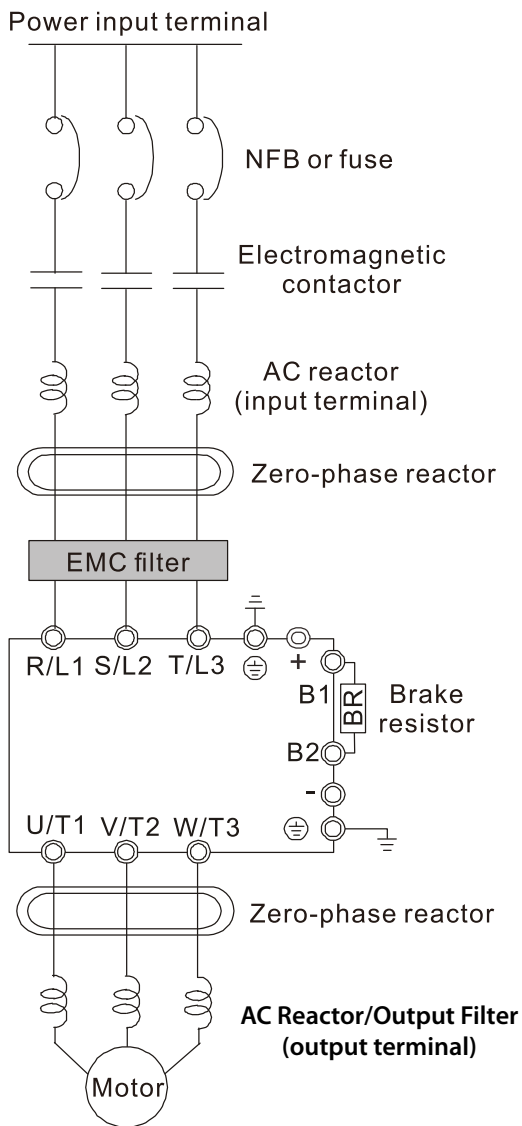 Power input terminal
NFB or fuse
Electromagnetic
contactor
AC reactor
(input terminal)
Zero-phase reactor
EMC filter
R/L1 S/L2 T/L3 +
B1
BR
Brake
resistor
B2
-
U/T1 V/T2 W/T3
Zero-phase reactor
AC Reactor/Output Filter
(output terminal)
Motor